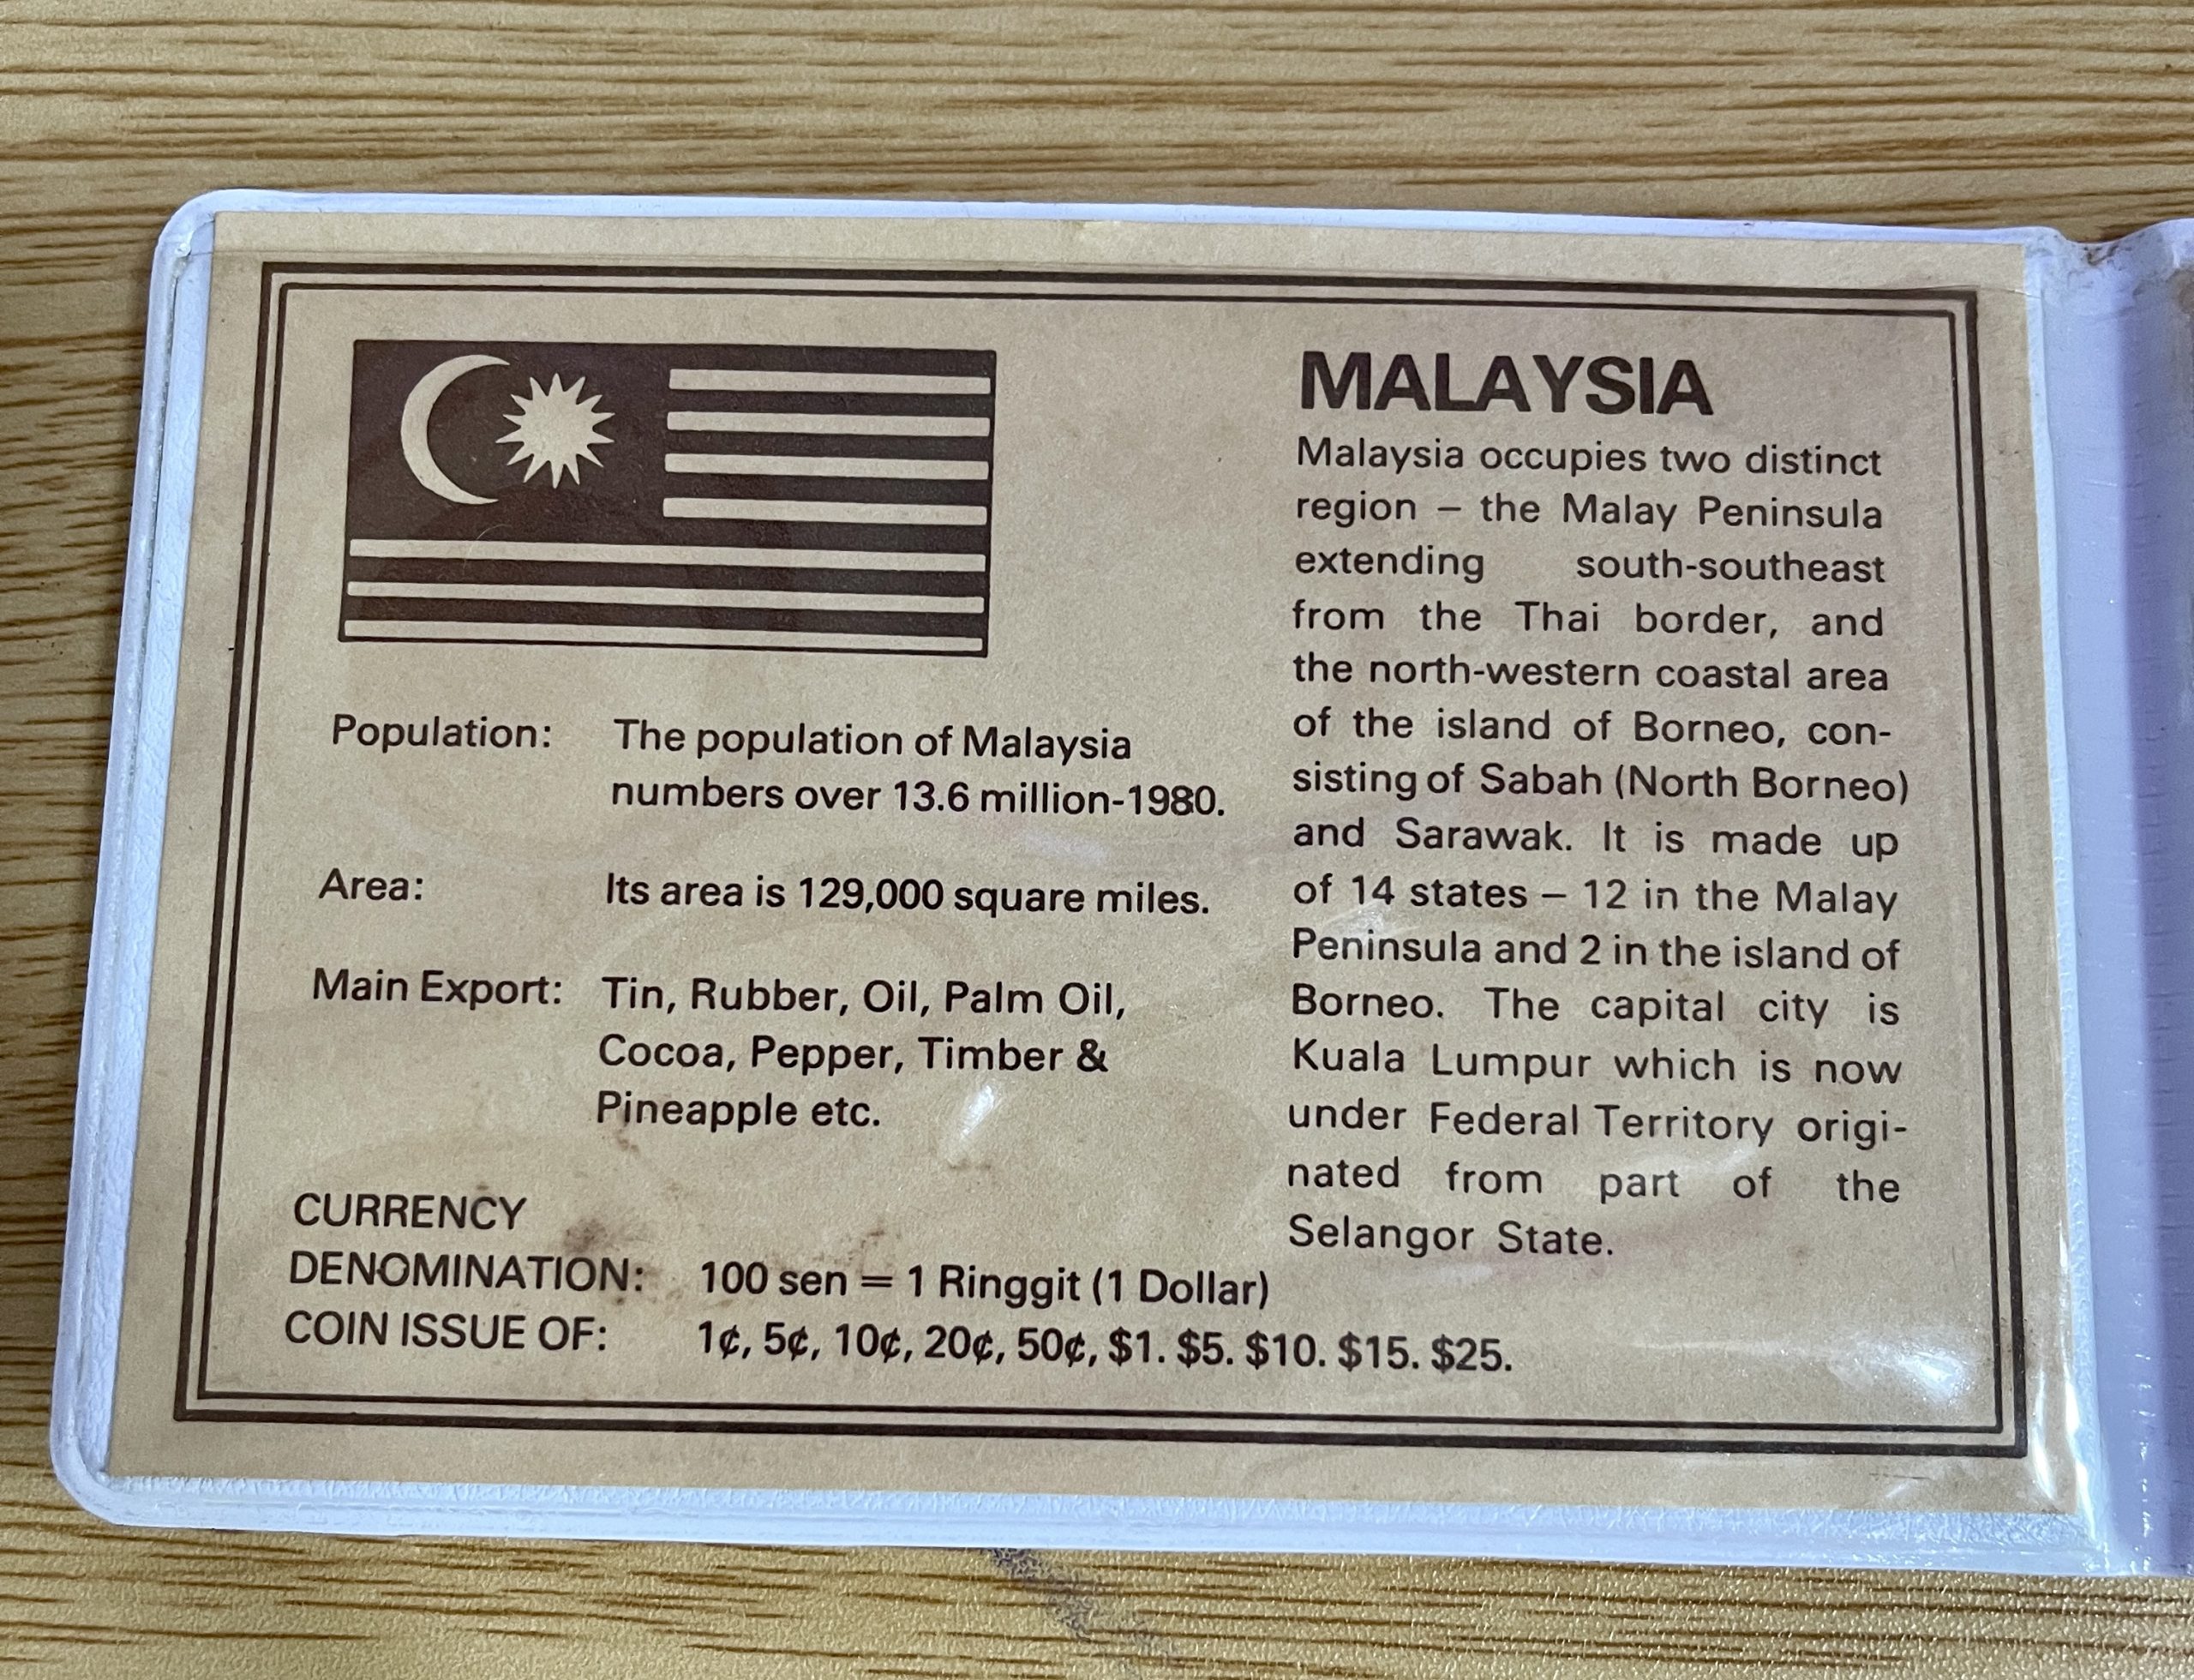 MALAYSIA
Malaysia occupies two distinct
region – the Malay Peninsula
extending south-southeast
from the Thai border, and
the north-western coastal area
of the island of Borneo, con-
sisting of Sabah (North Borneo)
and Sarawak. It is made up
of 14 states – 12 in the Malay
Peninsula and 2 in the island of
Borneo. The capital city is
Kuala Lumpur which is now
under Federal Territory origi-
nated from part of the
Selangor State.
Population: The population of Malaysia
numbers over 13.6 million-1980.
Area: Its area is 129,000 square miles.
Main Export: Tin, Rubber, Oil, Palm Oil,
Cocoa, Pepper, Timber &
Pineapple etc.
CURRENCY
DENOMINATION: 100 sen = 1 Ringgit (1 Dollar)
COIN ISSUE OF: 1¢, 5¢, 10¢, 20¢, 50¢, $1. $5. $10. $15. $25.